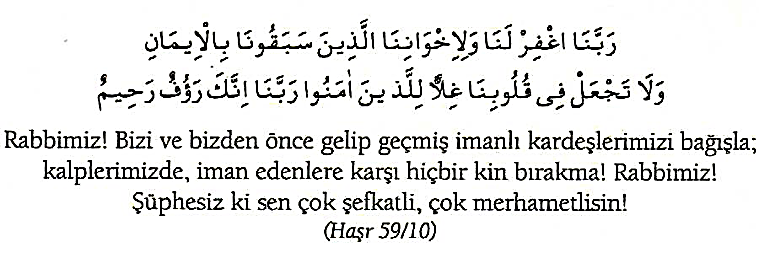 رَبَّنَا اغْفِرْ لَنَا وَلِاِخْوَانِنَا الَّذِينَ سَبَقُونَا بِالْاِيمَانِ
وَلَا تَجْعَلْ فِى قُلُوبِنَا غِلًّا لِلَّذِينَ اٰمَنُوا رَبَّنَا اِنَّكَ رَؤُفٌ رَحِيمٌ
Rabbimiz! Bizi ve bizden önce gelip geçmiş imanlı kardeşlerimizi bağışla;
kalplerimizde, iman edenlere karşı hiçbir kin bırakma! Rabbimiz!
Şüphesiz ki sen çok şefkatli, çok merhametlisin!
(Haşr 59/10)